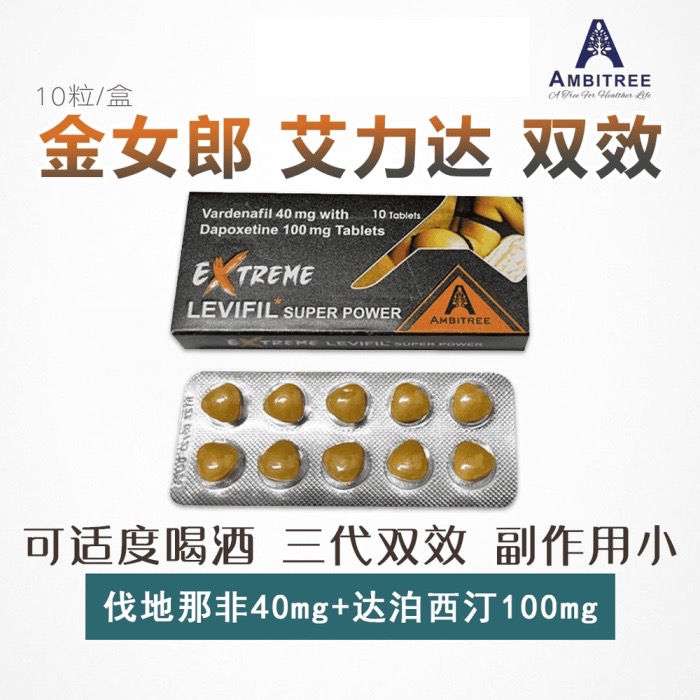 AMBITREE
A Tree For Healthier Life
10粒/盒
金女郎 艾力达 双效
Vardenafil 40 mg with
Dapoxetine 100 mg Tablets
10 Tablets
EXTREME
LEVIFIL* SUPER POWER
AMBITREE
EXTREME LEVIFIL* SUPER POWER
可适度喝酒 三代双效 副作用小
伐地那非40mg+达泊西汀100mg